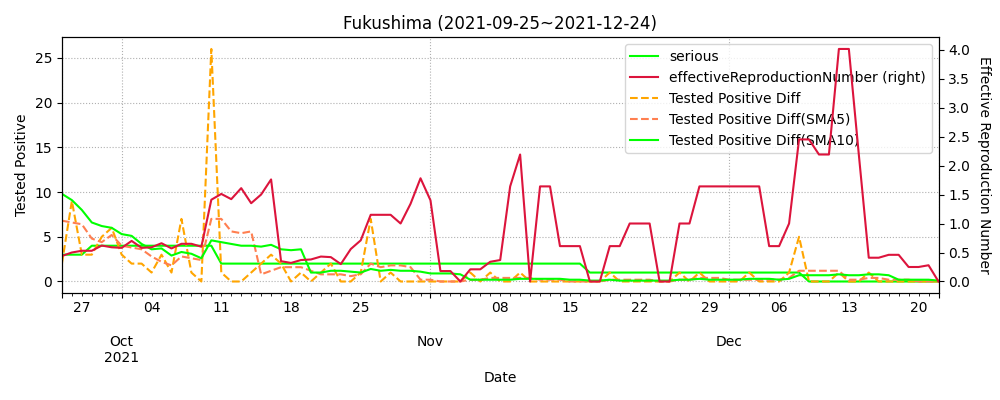 Fukushima (2021-09-25~2021-12-24)
serious
effectiveReproductionNumber (right)
Tested Positive Diff
Tested Positive Diff(SMA5)
Tested Positive Diff(SMA10)
Tested Positive
25
20
15
10
5
0
Effective Reproduction Number
4.0
3.5
3.0
2.5
2.0
1.5
1.0
0.5
0.0
27 04 11 18 25 08 15 22 29 06 13 20
Oct Nov Dec
2021
Date